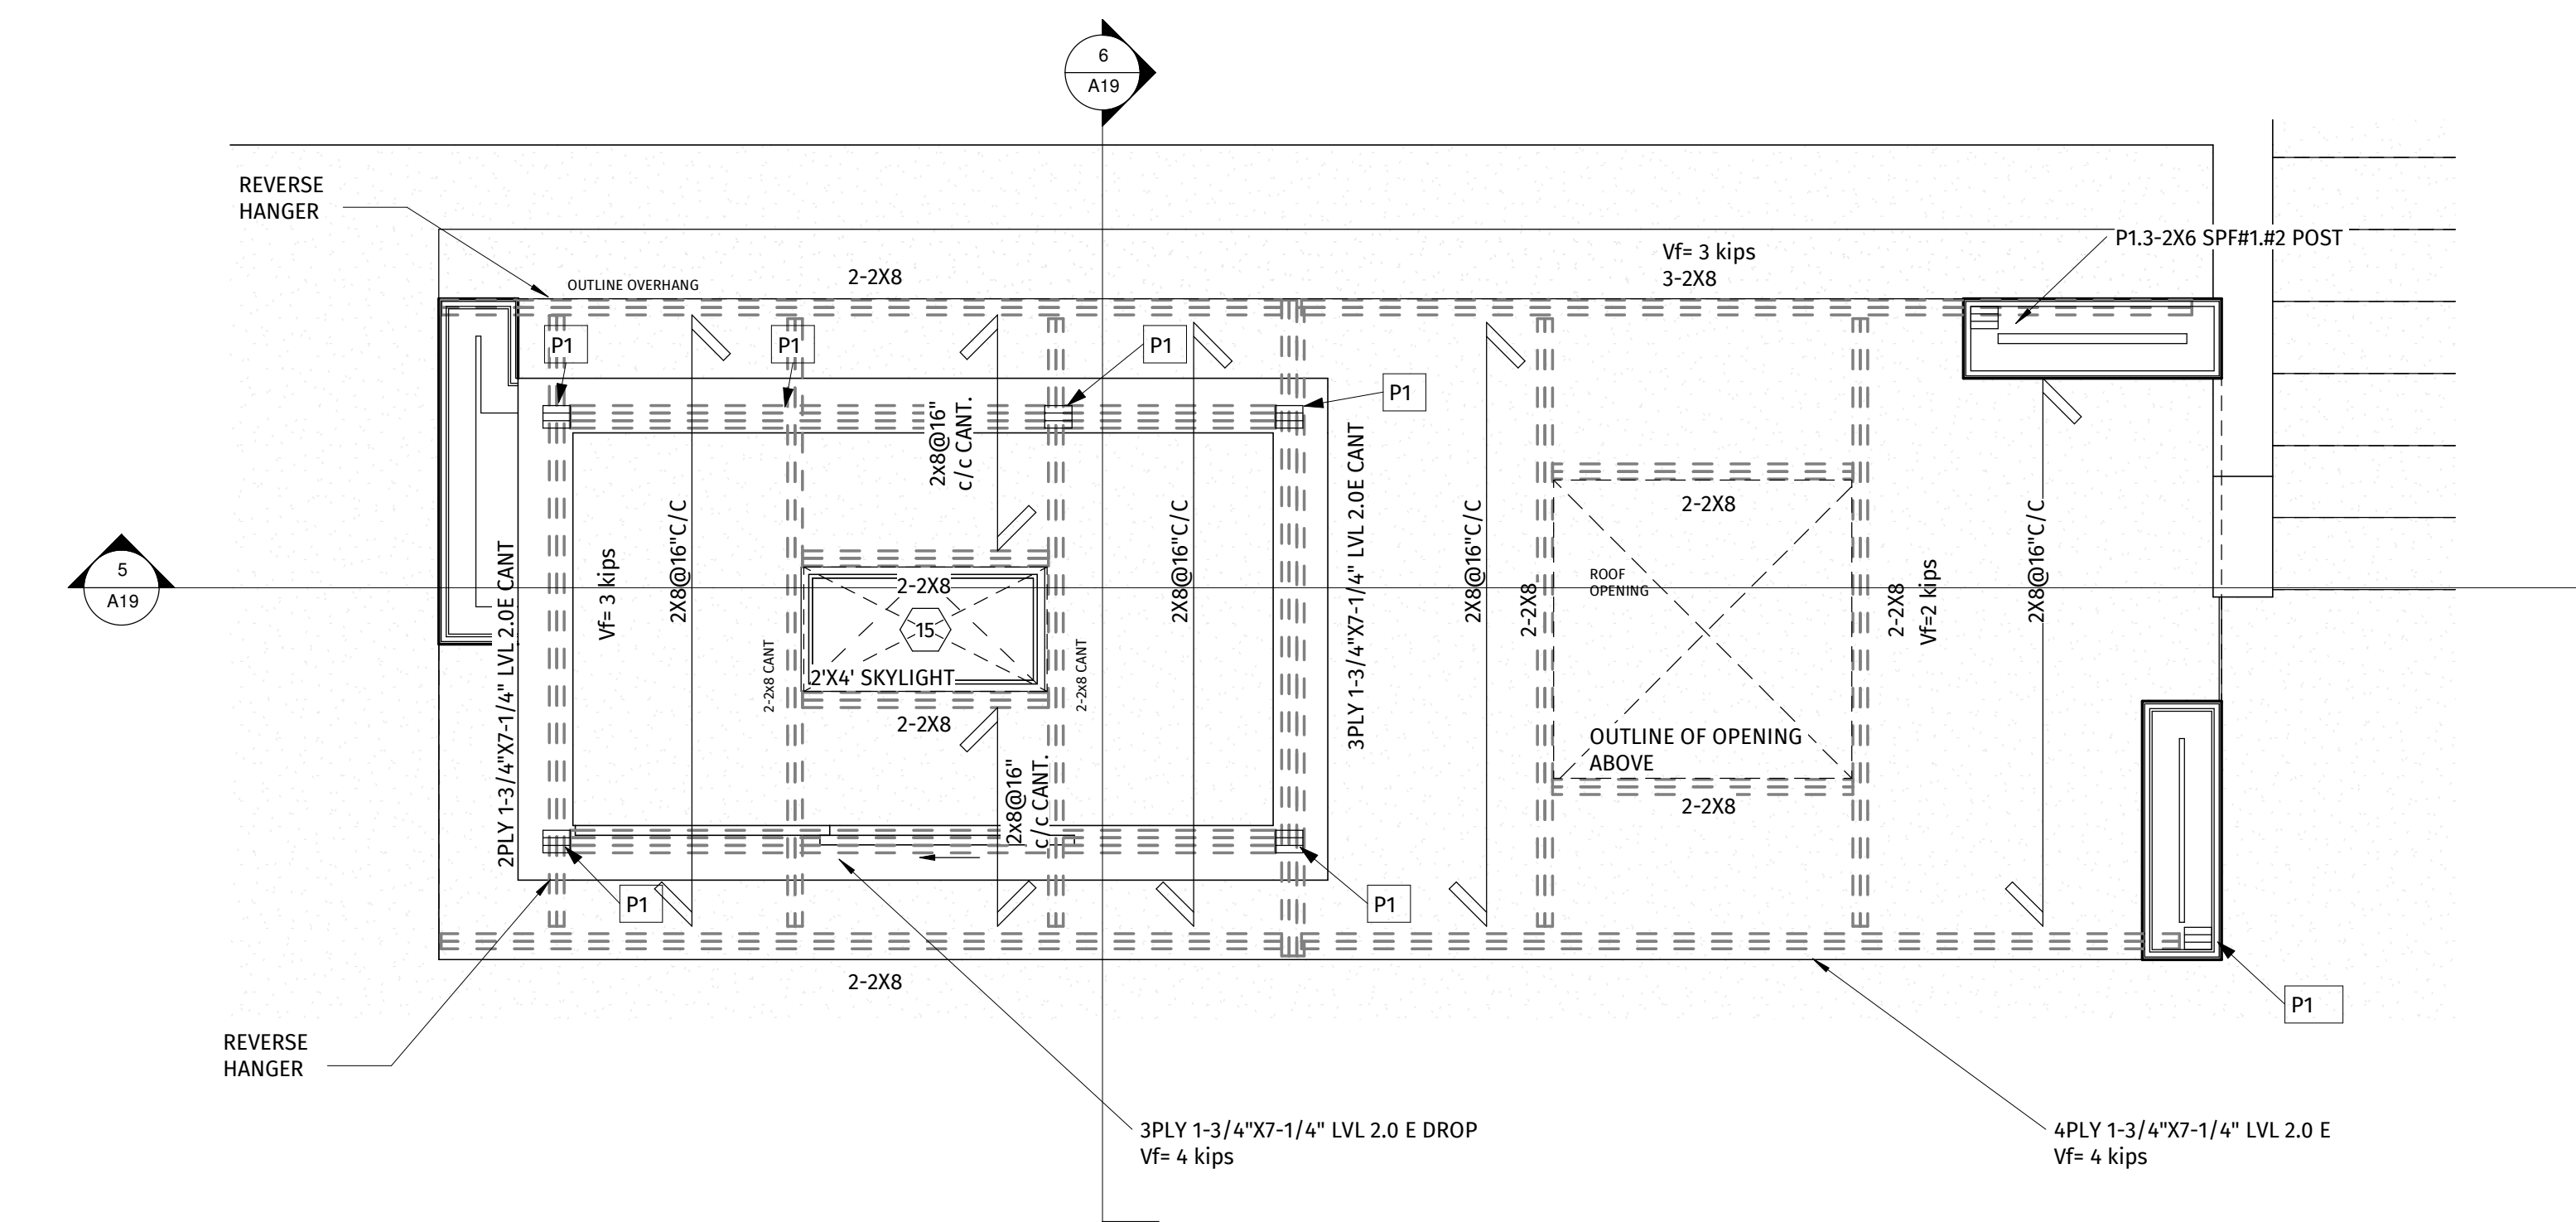 6
A19
REVERSE
HANGER
P1.3-2X6 SPF#1.#2 POST
Vf= 3 kips
3-2X8
2-2X8
OUTLINE OVERHANG
P1
P1
P1
P1
2x8@16"
c/c CANT.
3PLY 1-3/4"X7-1/4" LVL 2.0E CANT
2PLY 1-3/4"X7-1/4" LVL 2.0E CANT
Vf= 3 kips
2X8@16"C/C
2X8@16"C/C
2X8@16"C/C
2X8@16"C/C
2-2X8
5
A19
2-2X8
ROOF
OPENING
2-2X8
2-2X8
Vf=2 kips
15
2-2x8 CANT
2-2x8 CANT
2'X4' SKYLIGHT
2-2X8
OUTLINE OF OPENING
ABOVE
2-2X8
2x8@16"
c/c CANT.
P1
P1
2-2X8
P1
REVERSE
HANGER
3PLY 1-3/4"X7-1/4" LVL 2.0 E DROP
Vf= 4 kips
4PLY 1-3/4"X7-1/4" LVL 2.0 E
Vf= 4 kips